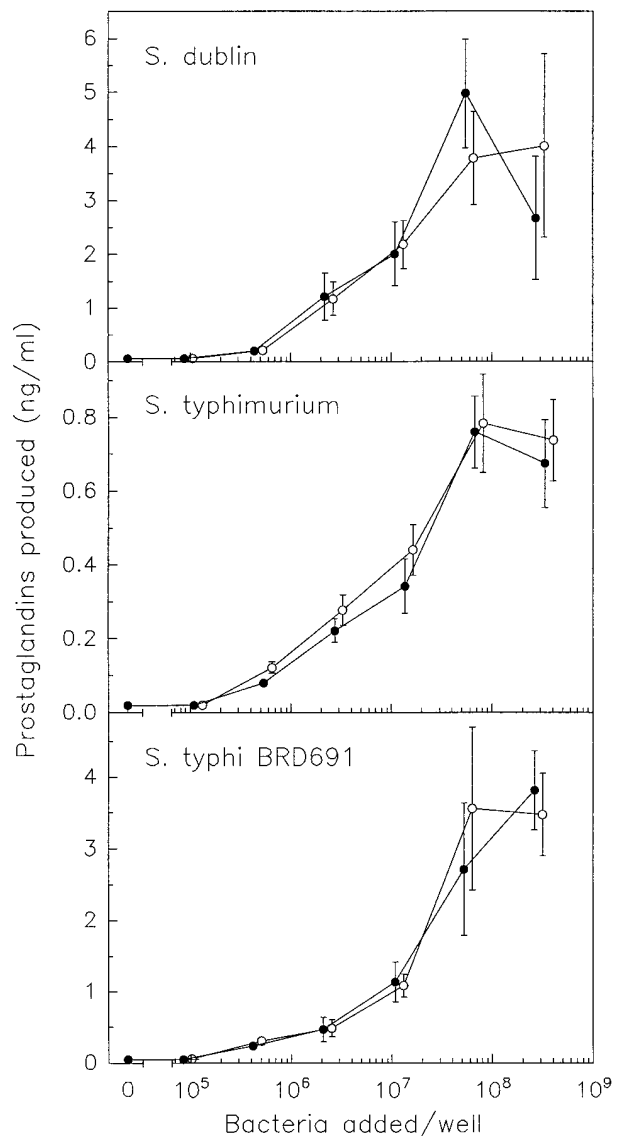 S. dublin
6
5
4
3
2
1
0
S. typhimurium
0.8
0.6
0.4
0.2
0.0
S. typhi BRD691
4
3
2
1
0
Prostaglandins produced (ng/ml)
0 10⁵ 10⁶ 10⁷ 10⁸ 10⁹
Bacteria added/well